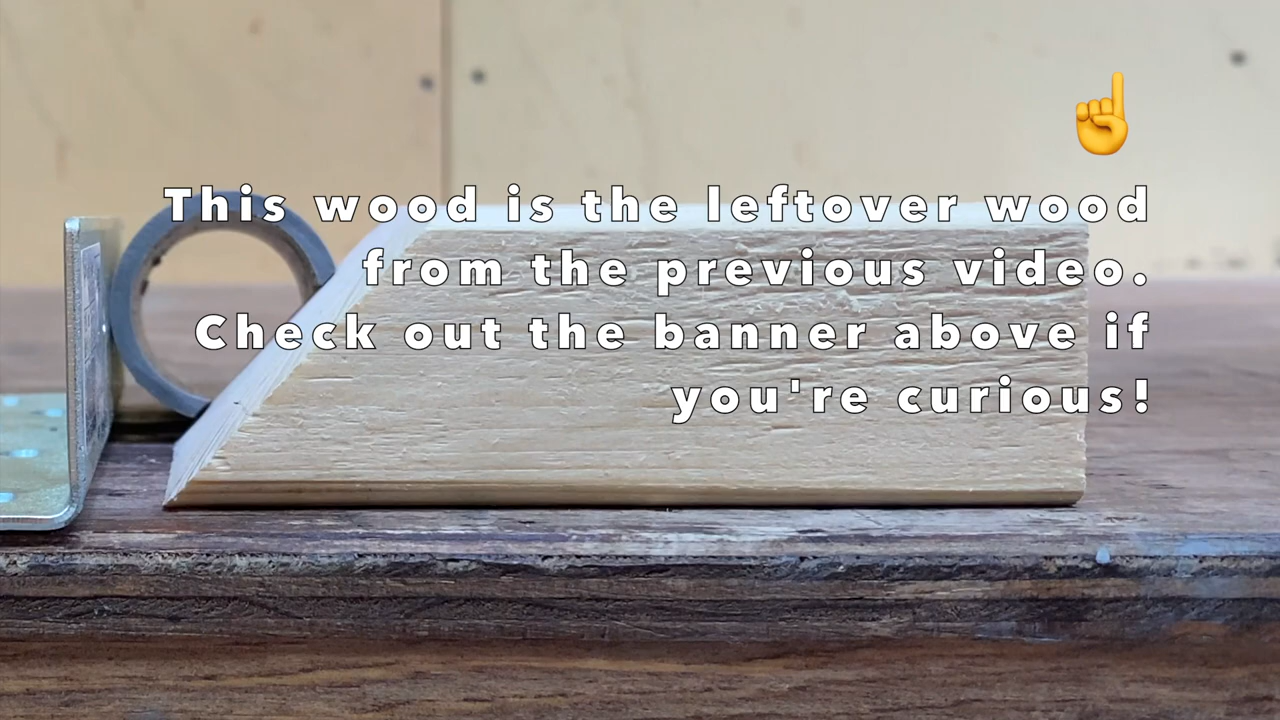 This wood is the leftover wood
from the previous video.
Check out the banner above if
you're curious!